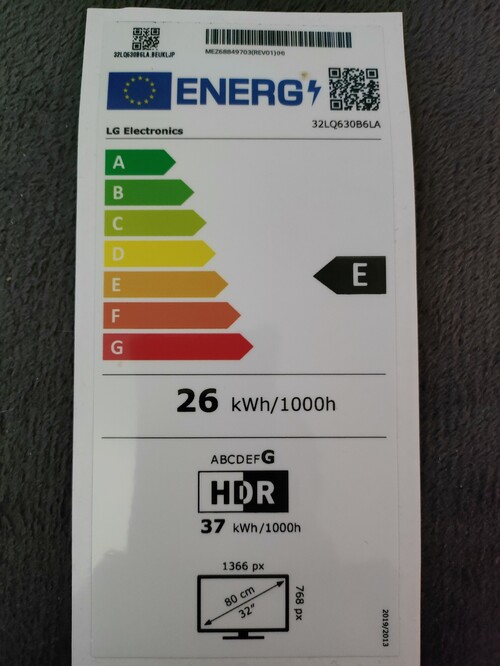 32LQ630B6LA.BEUKLJP
MEZ68849703(REV01)06
ENERG
LG Electronics
32LQ630B6LA
A
B
C
D
E
F
G
E
26 kWh/1000h
ABCDEFG
HDR
37 kWh/1000h
1366 px
80 cm
32"
768 px
2019/2013